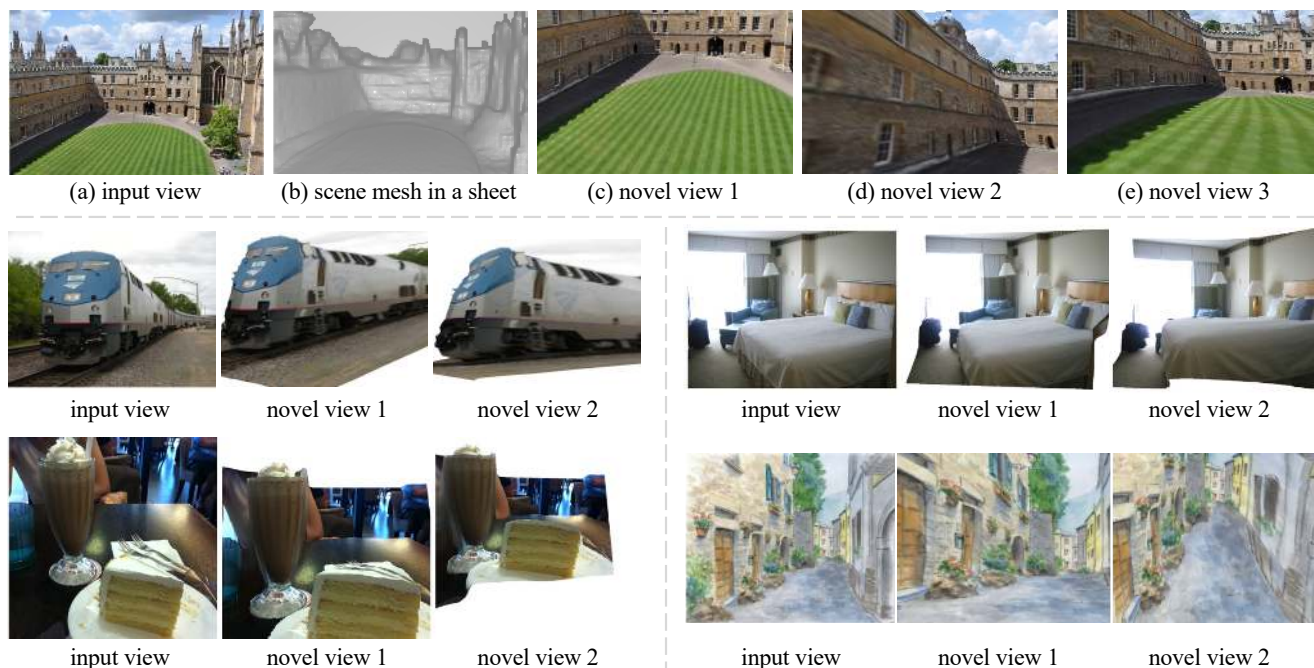 (a) input view
(b) scene mesh in a sheet
(c) novel view 1
(d) novel view 2
(e) novel view 3
input view
novel view 1
novel view 2
input view
novel view 1
novel view 2
input view
novel view 1
novel view 2
input view
novel view 1
novel view 2